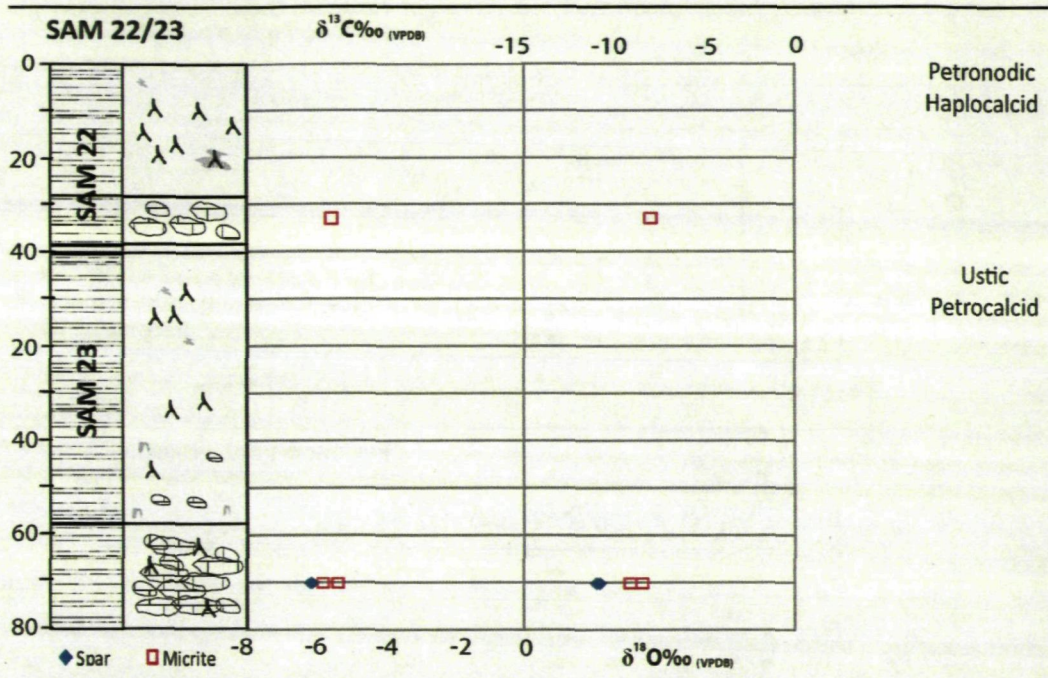 SAM 22/23 δ¹³C‰ (VPDB) -15 -10 -5 0
0
Petronodic
Haplocalcid
SAM 22
20
40
Ustic
Petrocalcid
20
SAM 23
40
60
80
-8 -6 -4 -2 0 δ¹⁸O‰ (VPDB)
Spar Micrite